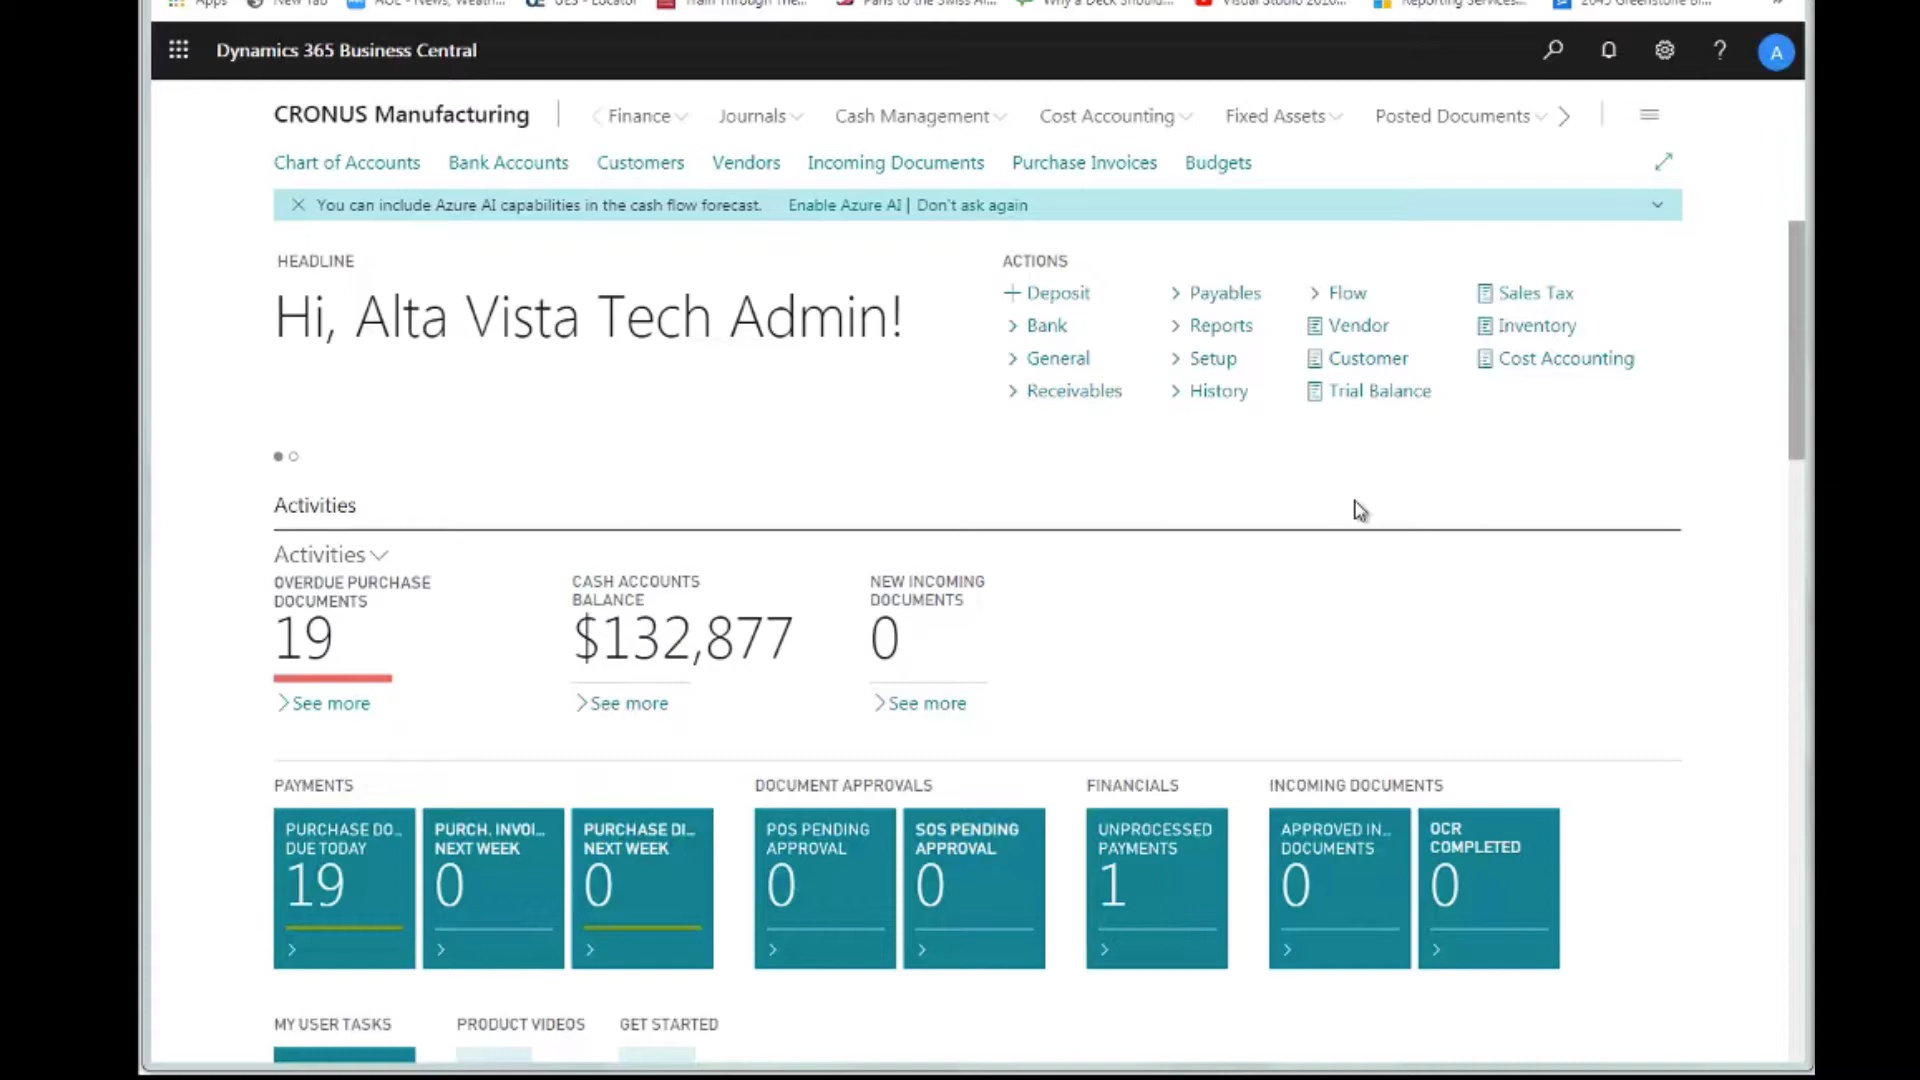 Apps New Tab
Dynamics 365 Business Central ? A
CRONUS Manufacturing Finance Journals Cash Management Cost Accounting Fixed Assets Posted Documents
Chart of Accounts Bank Accounts Customers Vendors Incoming Documents Purchase Invoices Budgets
You can include Azure AI capabilities in the cash flow forecast. Enable Azure AI | Don't ask again
HEADLINE
Hi, Alta Vista Tech Admin!
ACTIONS
Deposit Payables Flow Sales Tax
Bank Reports Vendor Inventory
General Setup Customer Cost Accounting
Receivables History Trial Balance
Activities
Activities
OVERDUE PURCHASE
DOCUMENTS
19
See more
CASH ACCOUNTS
BALANCE
$132,877
See more
NEW INCOMING
DOCUMENTS
0
See more
PAYMENTS
PURCHASE DO...
DUE TODAY
19
PURCH. INVOI...
NEXT WEEK
0
PURCHASE DI...
NEXT WEEK
0
DOCUMENT APPROVALS
POS PENDING
APPROVAL
0
SOS PENDING
APPROVAL
0
FINANCIALS
UNPROCESSED
PAYMENTS
1
INCOMING DOCUMENTS
APPROVED IN...
DOCUMENTS
0
OCR
COMPLETED
0
MY USER TASKS PRODUCT VIDEOS GET STARTED